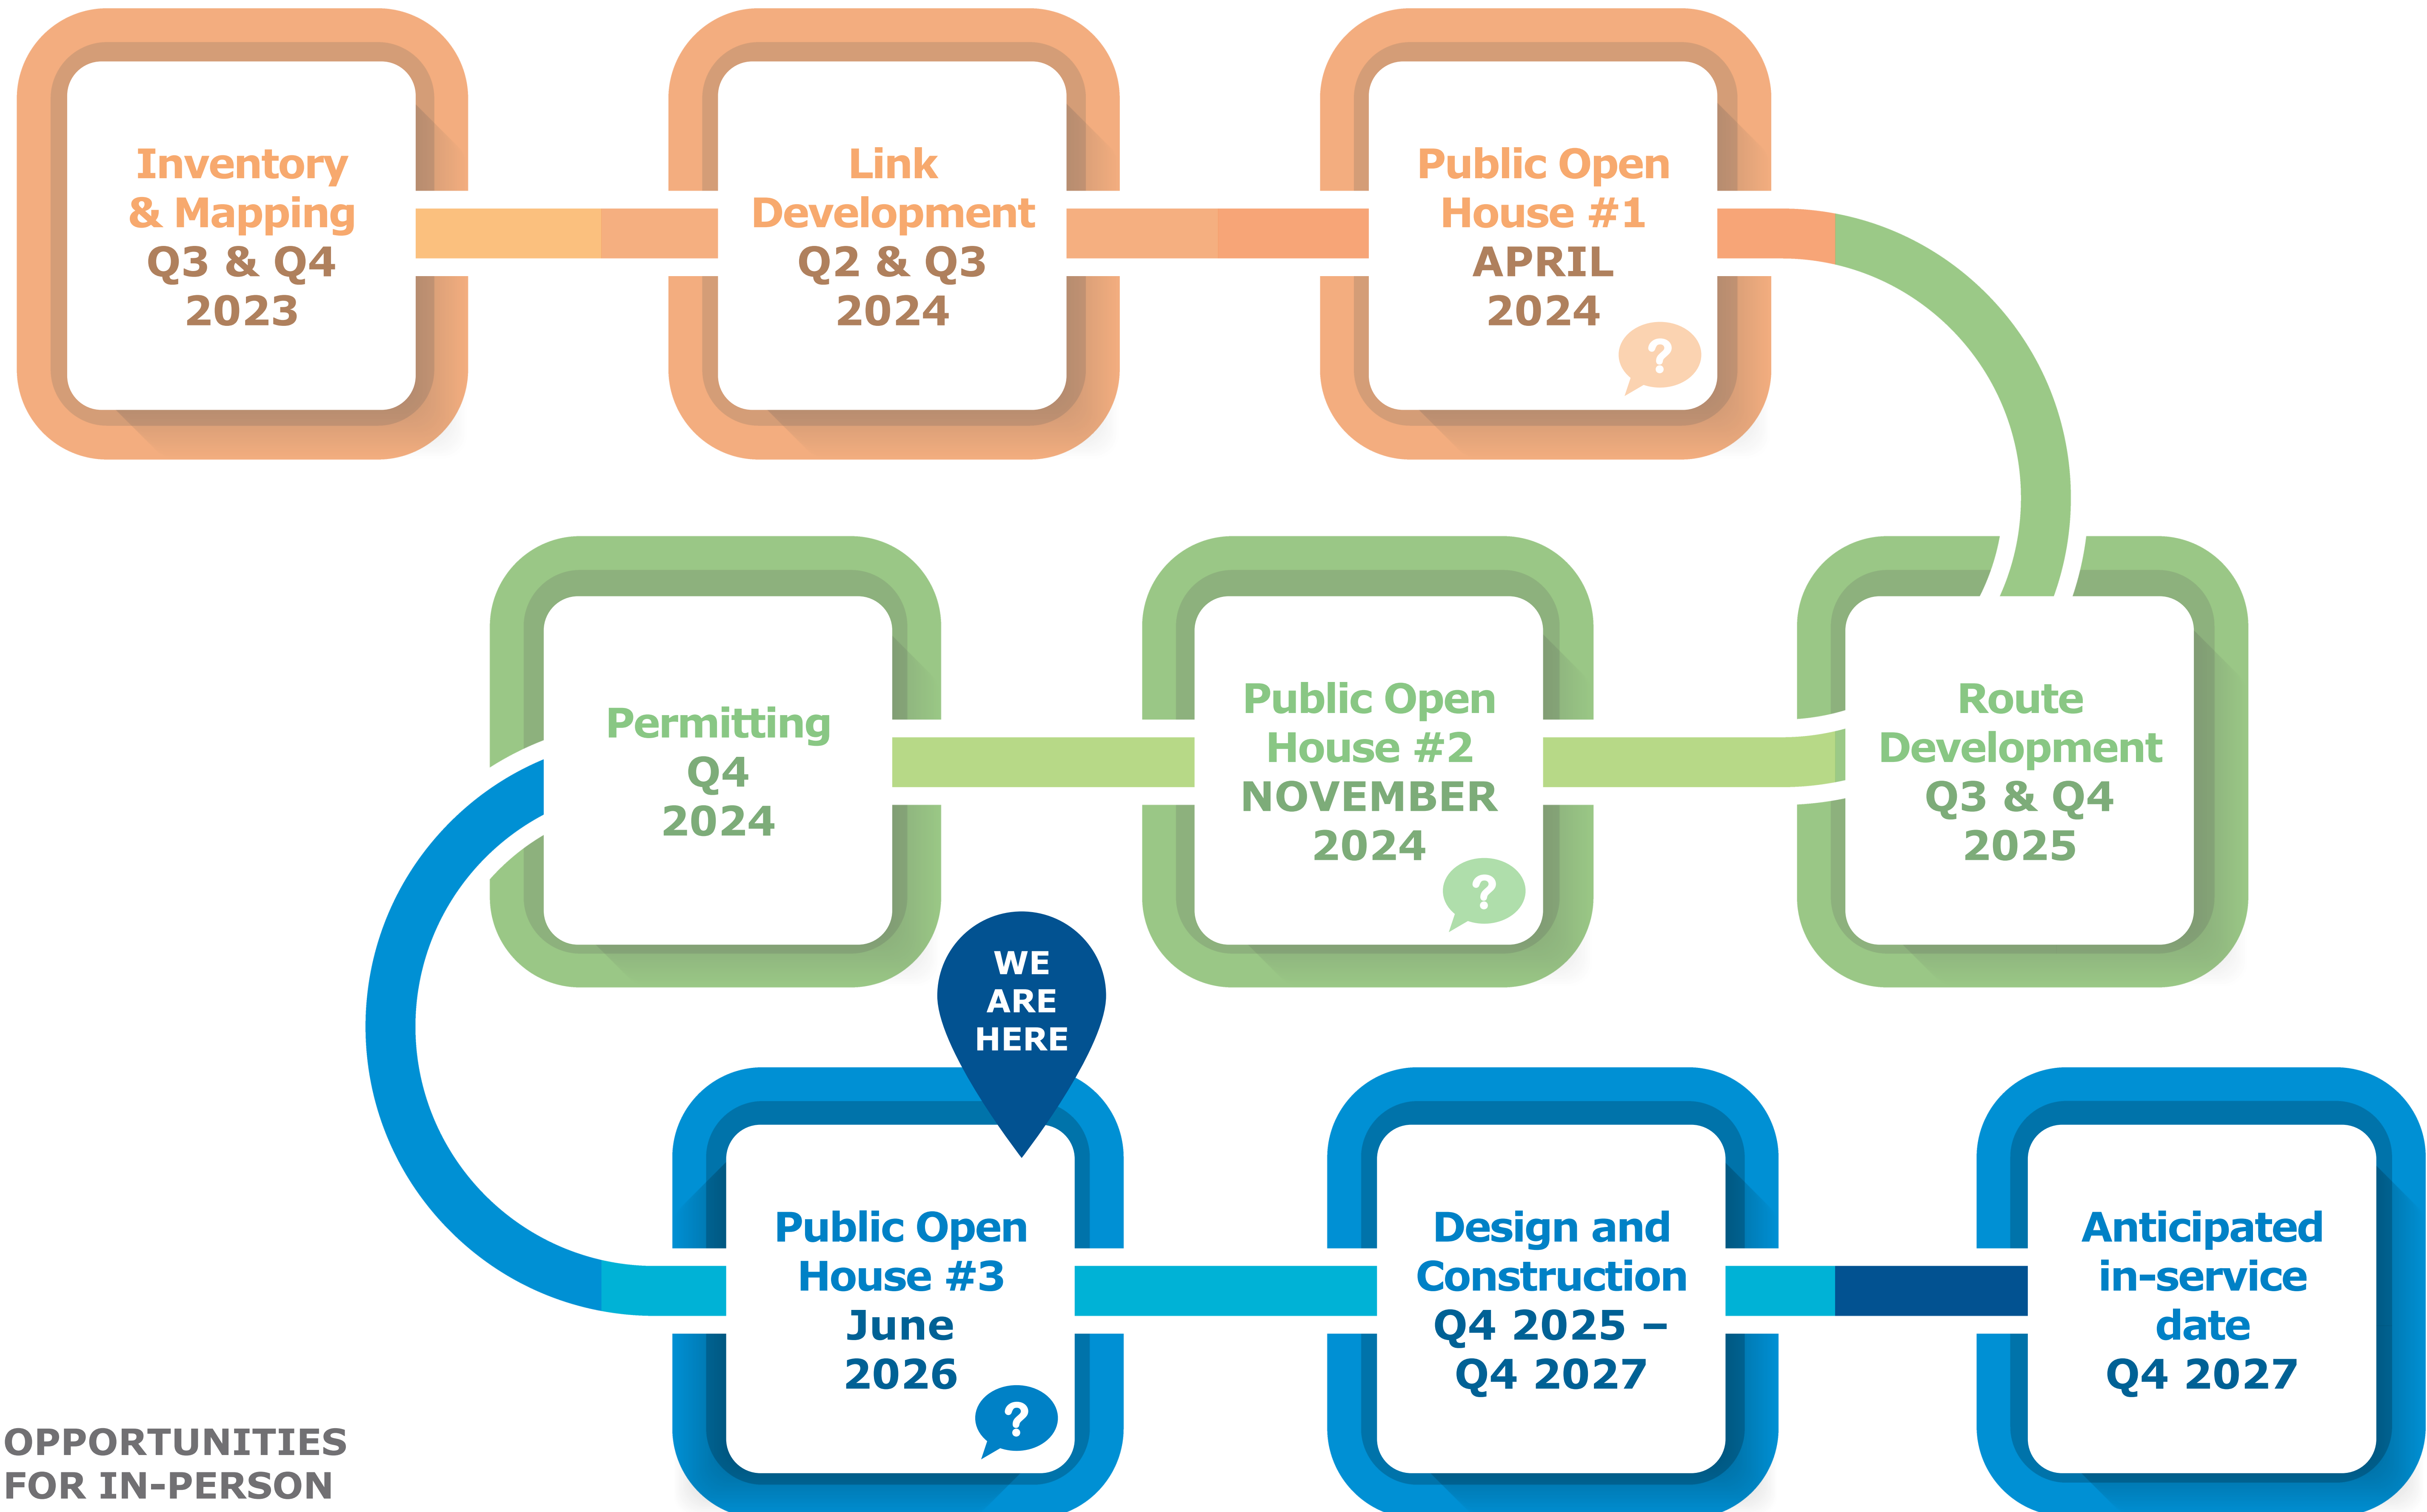 Inventory
& Mapping
Q3 & Q4
2023
Link
Development
Q2 & Q3
2024
Public Open
House #1
APRIL
2024
?
Route
Development
Q3 & Q4
2025
Public Open
House #2
NOVEMBER
2024
?
Permitting
Q4
2024
WE
ARE
HERE
Public Open
House #3
June
2026
?
Design and
Construction
Q4 2025 –
Q4 2027
Anticipated
in-service
date
Q4 2027
OPPORTUNITIES
FOR IN-PERSON